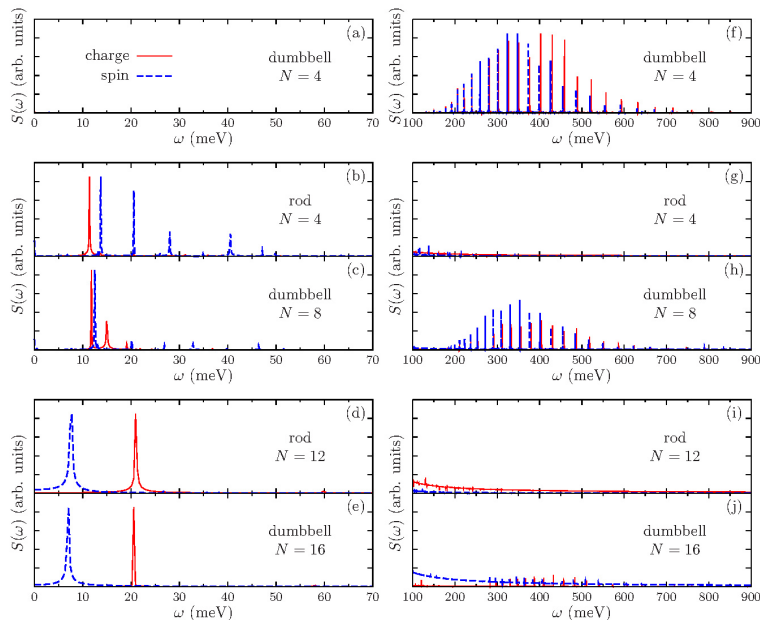 (a)
charge
spin
dumbbell
N = 4
S(ω) (arb. units)
0 10 20 30 40 50 60 70
ω (meV)
(f)
dumbbell
N = 4
S(ω) (arb. units)
100 200 300 400 500 600 700 800 900
ω (meV)
(b)
rod
N = 4
S(ω) (arb. units)
(c)
dumbbell
N = 8
0 10 20 30 40 50 60 70
ω (meV)
(g)
rod
N = 4
S(ω) (arb. units)
(h)
dumbbell
N = 8
100 200 300 400 500 600 700 800 900
ω (meV)
(d)
rod
N = 12
S(ω) (arb. units)
(e)
dumbbell
N = 16
0 10 20 30 40 50 60 70
ω (meV)
(i)
rod
N = 12
S(ω) (arb. units)
(j)
dumbbell
N = 16
100 200 300 400 500 600 700 800 900
ω (meV)